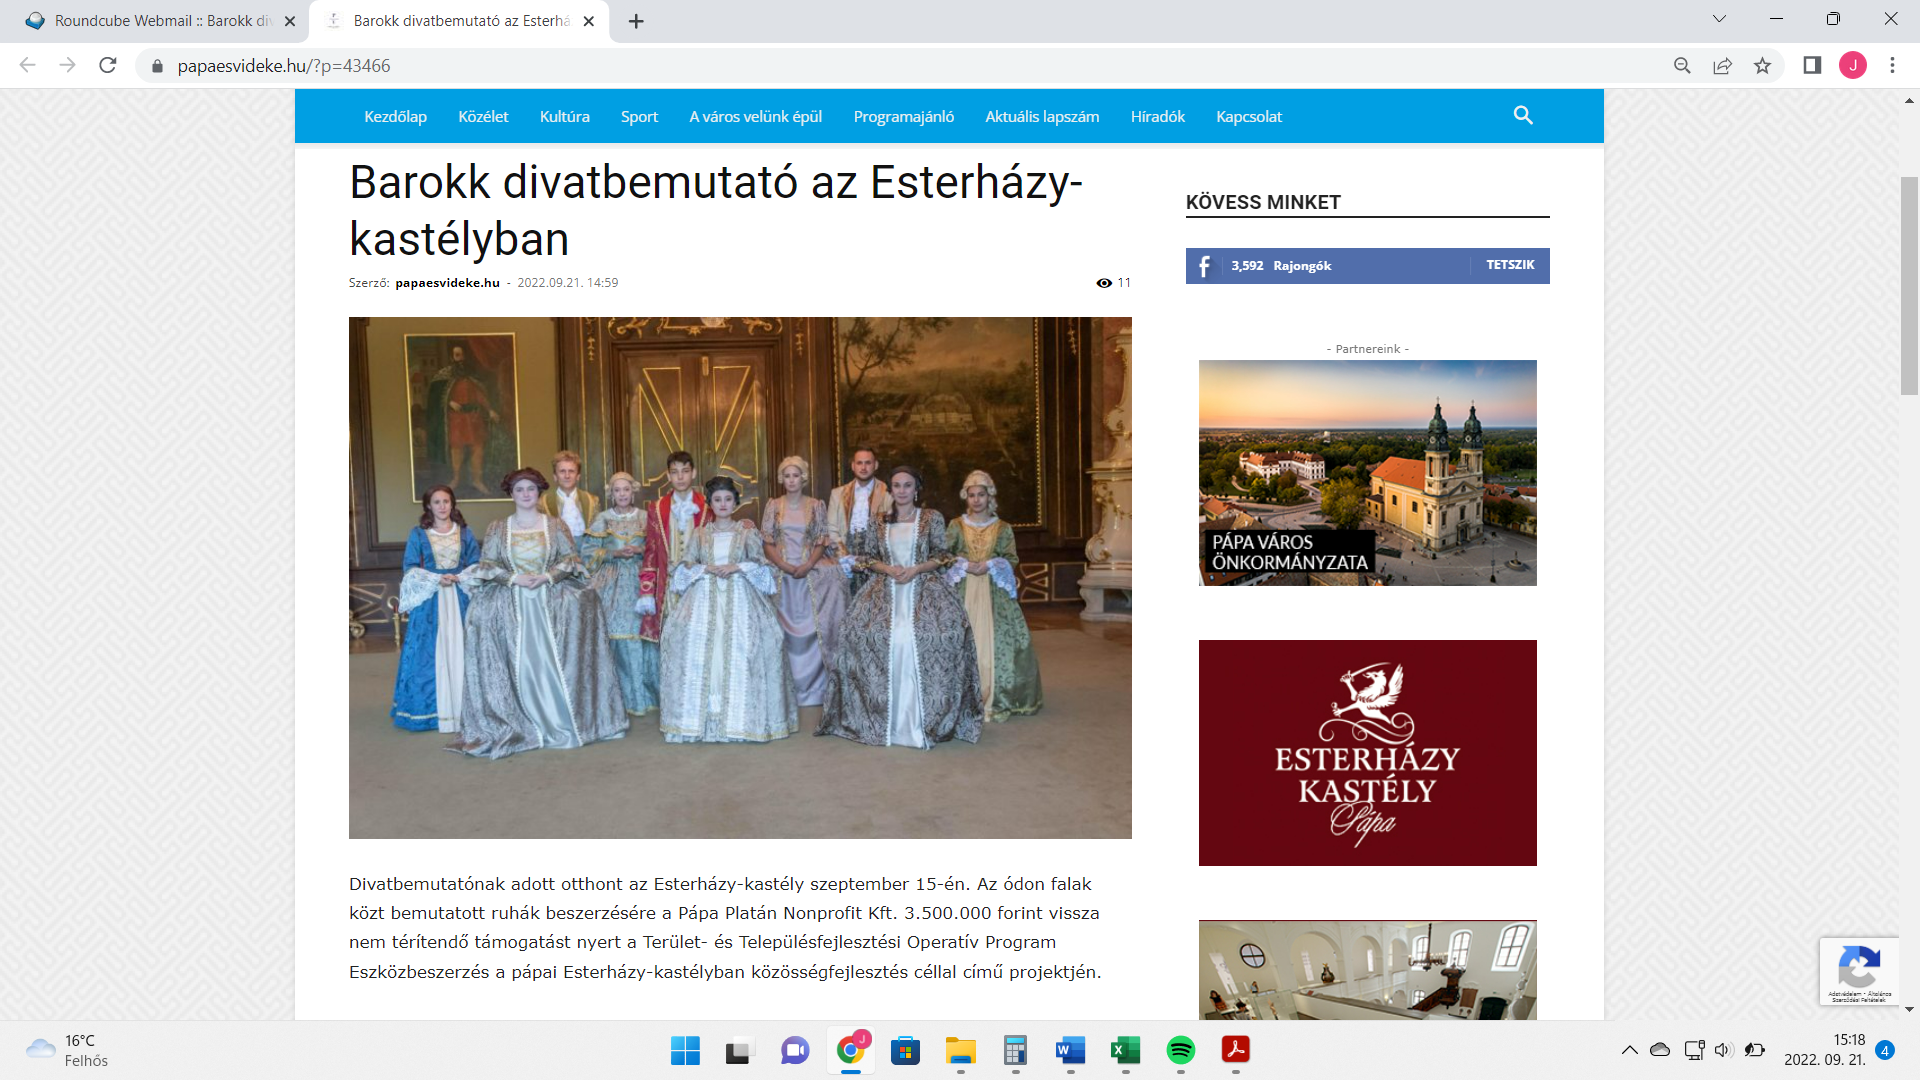 Roundcube Webmail :: Barokk div
Barokk divatbemutató az Esterhá
papaesvideke.hu/?p=43466
J
Kezdőlap Közélet Kultúra Sport A város velünk épül Programajánló Aktuális lapszám Híradók Kapcsolat
Barokk divatbemutató az Esterházy-
kastélyban
Szerző: papaesvideke.hu - 2022.09.21. 14:59 11
Divatbemutatónak adott otthont az Esterházy-kastély szeptember 15-én. Az ódon falak
közt bemutatott ruhák beszerzésére a Pápa Platán Nonprofit Kft. 3.500.000 forint vissza
nem térítendő támogatást nyert a Terület- és Településfejlesztési Operatív Program
Eszközbeszerzés a pápai Esterházy-kastélyban közösségfejlesztés céllal című projektjén.
KÖVESS MINKET
3,592 Rajongók TETSZIK
- Partnereink -
PÁPA VÁROS
ÖNKORMÁNYZATA
ESTERHÁZY
KASTÉLY
Pápa
Adatvédelem - Általános
Szerződési Feltételek
16°C
Felhős
J
15:18
2022. 09. 21.
4